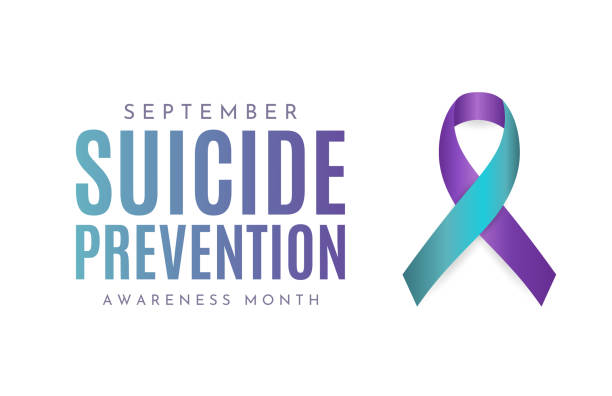 SEPTEMBER
SUICIDE
PREVENTION
AWARENESS MONTH